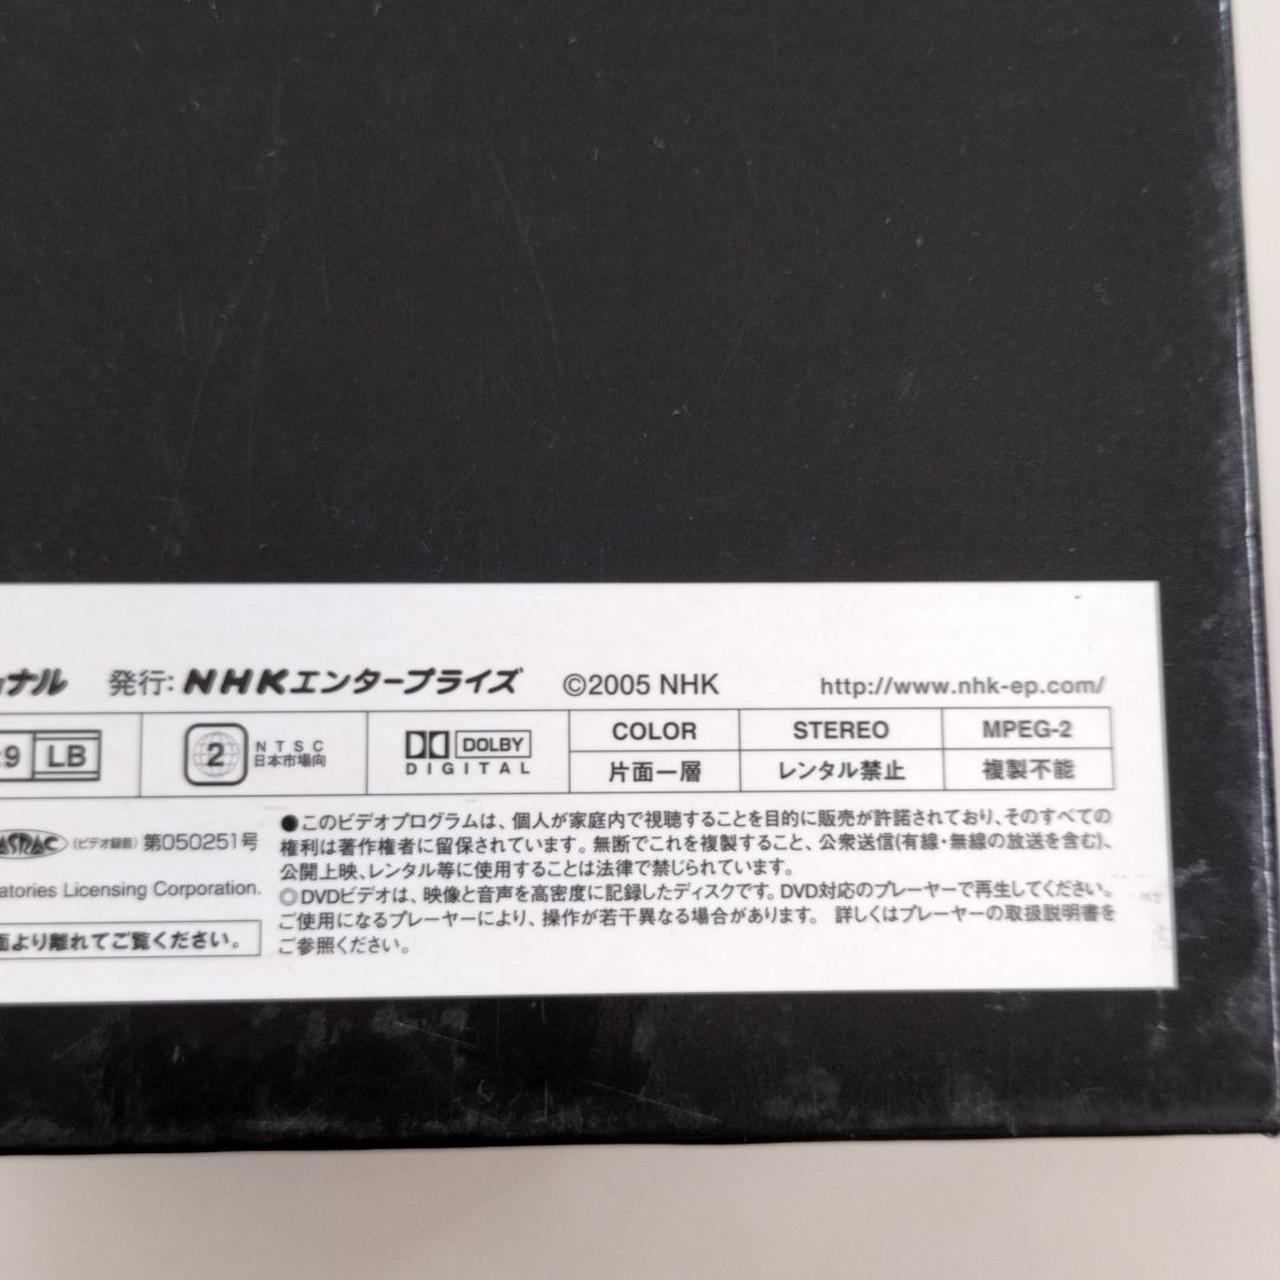 ナル 発行:NHKエンタープライズ ©2005 NHK http://www.nhk-ep.com/
:9 LB 2 NTSC 日本市場向 DOLBY DIGITAL COLOR STEREO MPEG-2
片面一層 レンタル禁止 複製不能
JASRAC (ビデオ録音) 第050251号
atories Licensing Corporation.
面より離れてご覧ください。
●このビデオプログラムは、個人が家庭内で視聴することを目的に販売が許諾されており、そのすべての
権利は著作権者に留保されています。無断でこれを複製すること、公衆送信(有線・無線の放送を含む)、
公開上映、レンタル等に使用することは法律で禁じられています。
◎DVDビデオは、映像と音声を高密度に記録したディスクです。DVD対応のプレーヤーで再生してください。
ご使用になるプレーヤーにより、操作が若干異なる場合があります。 詳しくはプレーヤーの取扱説明書を
ご参照ください。